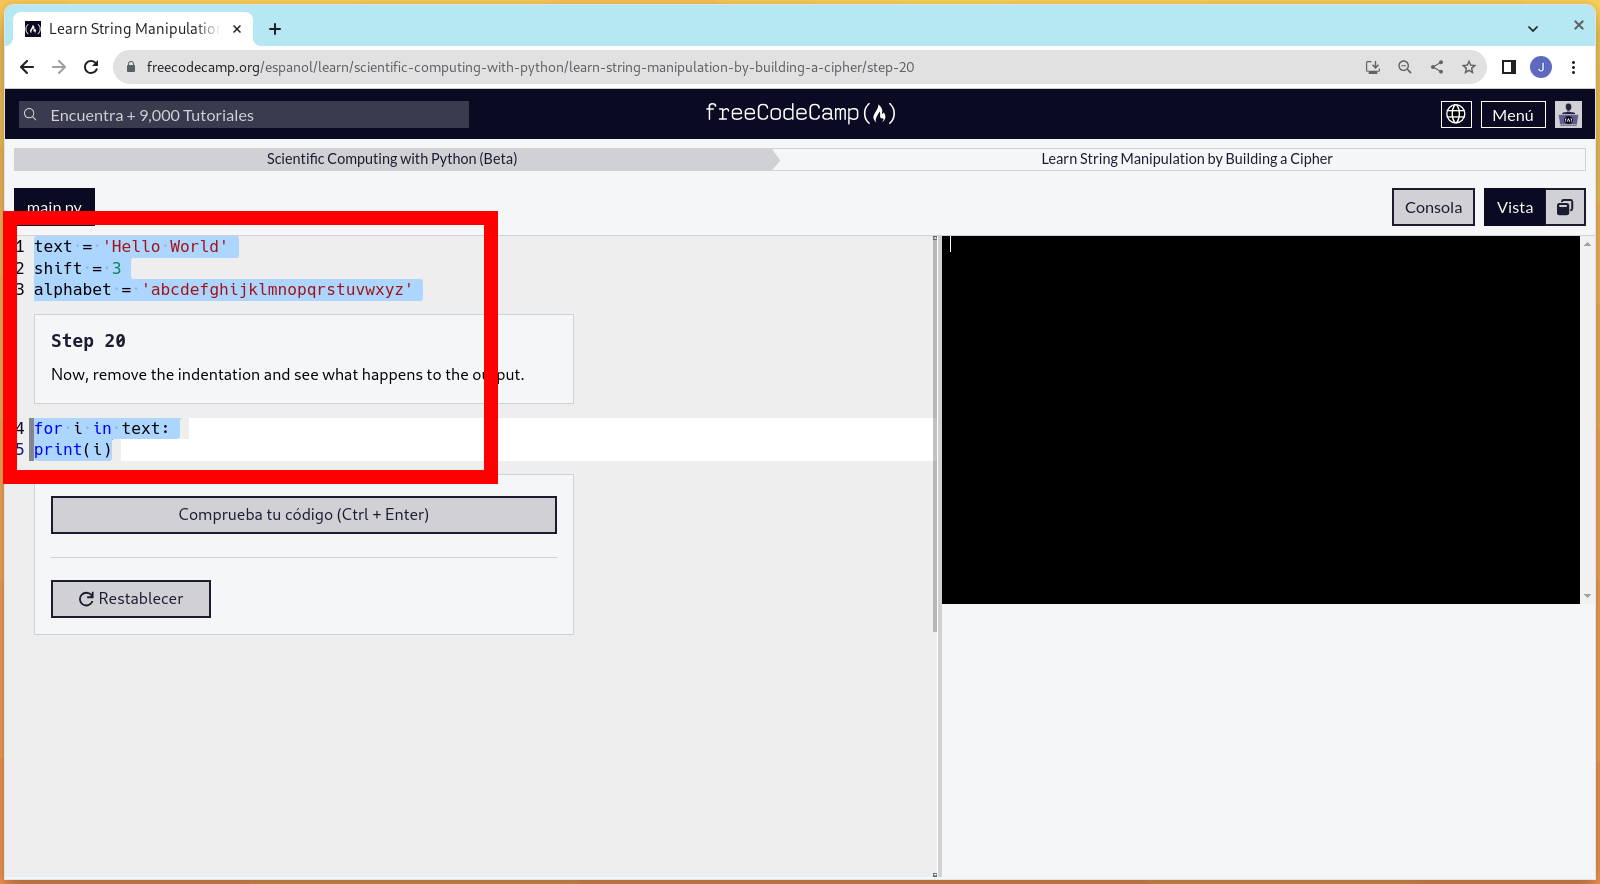 Learn String Manipulatio
freecodecamp.org/espanol/learn/scientific-computing-with-python/learn-string-manipulation-by-building-a-cipher/step-20
J
Encuentra + 9,000 Tutoriales
freeCodeCamp
Menú
Scientific Computing with Python (Beta)
Learn String Manipulation by Building a Cipher
main.py
Consola
Vista
1 text = 'Hello World'
2 shift = 3
3 alphabet = 'abcdefghijklmnopqrstuvwxyz'
Step 20
Now, remove the indentation and see what happens to the output.
4 for i in text:
5 print(i)
Comprueba tu código (Ctrl + Enter)
Restablecer